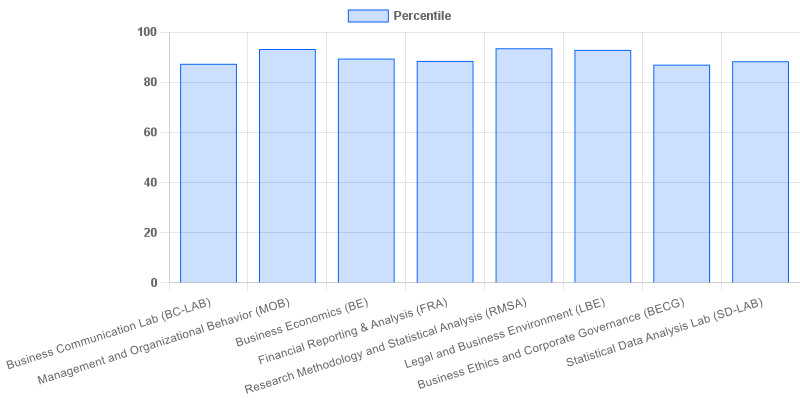 Percentile
100
80
60
40
20
0
Business Communication Lab (BC-LAB)
Management and Organizational Behavior (MOB)
Business Economics (BE)
Financial Reporting & Analysis (FRA)
Research Methodology and Statistical Analysis (RMSA)
Legal and Business Environment (LBE)
Business Ethics and Corporate Governance (BECG)
Statistical Data Analysis Lab (SD-LAB)